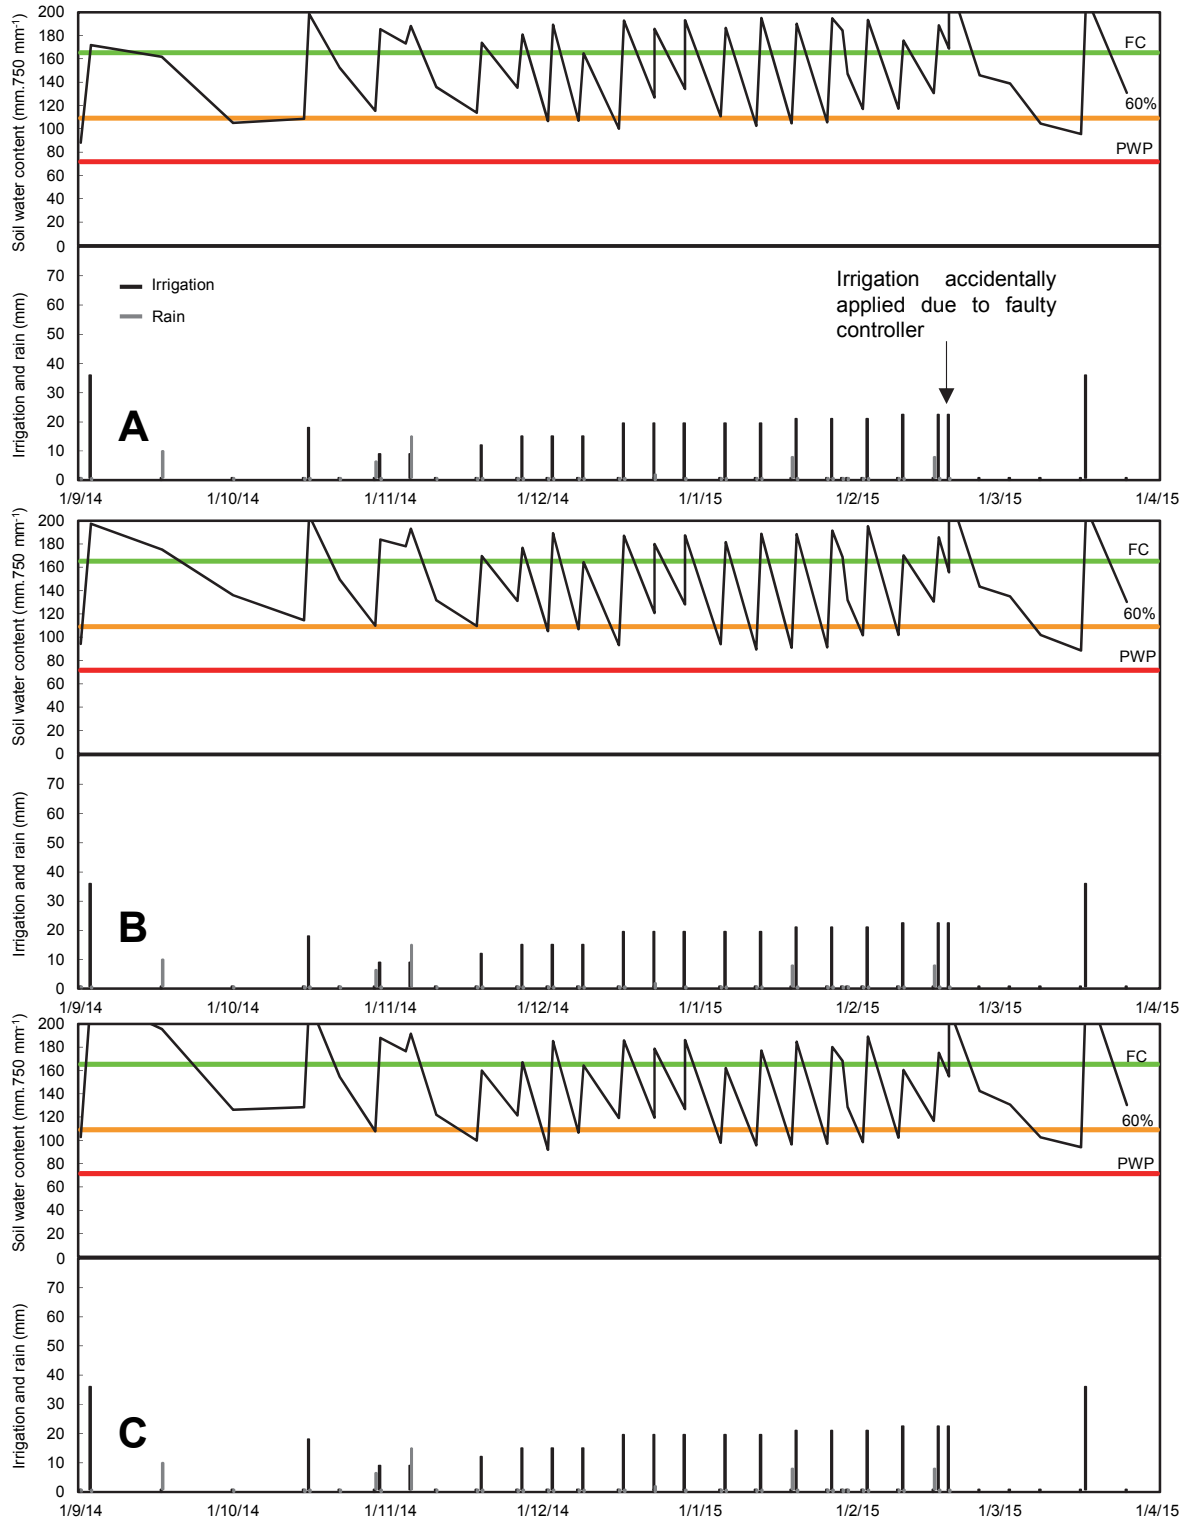 Soil water content (mm.750 mm⁻¹)
200
180
160
140
120
100
80
60
40
20
0
FC
60%
PWP
Irrigation and rain (mm)
70
60
50
40
30
20
10
0
Irrigation
Rain
Irrigation accidentally
applied due to faulty
controller
A
1/9/14 1/10/14 1/11/14 1/12/14 1/1/15 1/2/15 1/3/15 1/4/15
Soil water content (mm.750 mm⁻¹)
200
180
160
140
120
100
80
60
40
20
0
FC
60%
PWP
Irrigation and rain (mm)
70
60
50
40
30
20
10
0
B
1/9/14 1/10/14 1/11/14 1/12/14 1/1/15 1/2/15 1/3/15 1/4/15
Soil water content (mm.750 mm⁻¹)
200
180
160
140
120
100
80
60
40
20
0
FC
60%
PWP
Irrigation and rain (mm)
70
60
50
40
30
20
10
0
C
1/9/14 1/10/14 1/11/14 1/12/14 1/1/15 1/2/15 1/3/15 1/4/15